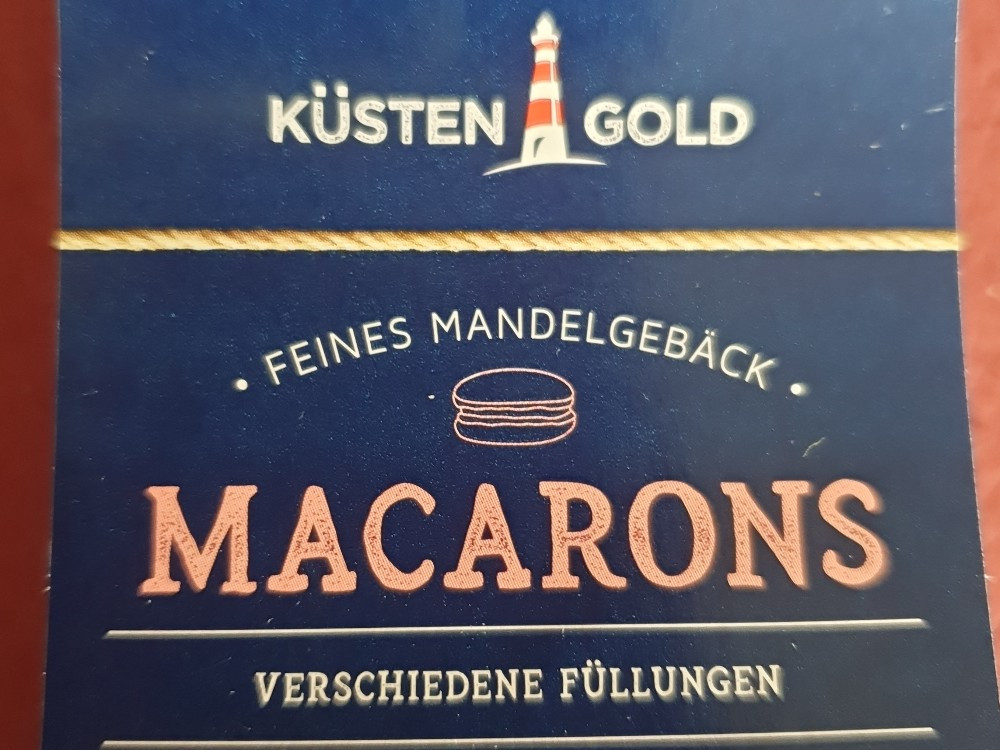 KÜSTEN GOLD
• FEINES MANDELGEBÄCK •
MACARONS
VERSCHIEDENE FÜLLUNGEN